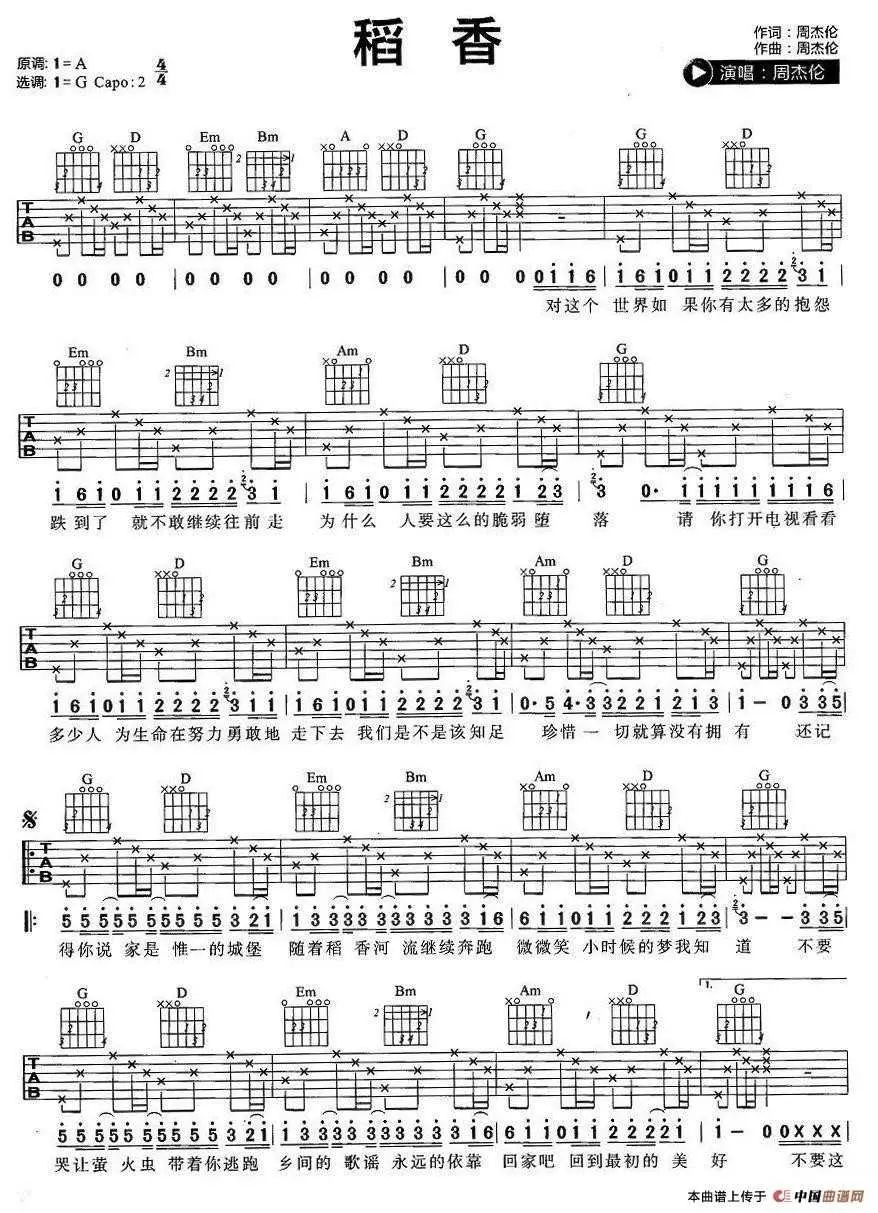 稻 香
作词：周杰伦
作曲：周杰伦
演唱：周杰伦
原调: 1=A 4/4
选调: 1=G Capo:2
G D Em Bm A D G G D
T A B
0 0 0 0 0 0 0 0 0 0 0 0 0 0 0 0 1 1 6 1 6 1 0 1 1 2 2 2 2 2 3 1
对这个 世界如 果你有太多的抱怨
Em Bm Am D G
T A B
1 6 1 0 1 1 2 2 2 2 2 3 1 1 6 1 0 1 1 2 2 2 2 1 2 3 3 0· 1 1 1 1 1 1 1 6
跌到了 就不敢继续往前走 为什么 人要这么的脆弱堕 落 请 你打开电视看看
G D Em Bm Am D G
T A B
1 6 1 0 1 1 2 2 2 2 2 3 1 1 1 6 1 0 1 1 2 2 2 2 2 3 1 0· 5 4· 3 3 2 2 1 2 1 2 3 1 - 0 3 3 5
多少人 为生命在努力勇敢地 走下去 我们是不是该知足 珍惜一 切就算没有拥 有 还记
G D Em Bm Am D G
T A B
5 5 5 5 5 5 5 5 5 3 2 1 1 3 3 3 3 3 3 3 3 3 3 1 6 6 1 1 0 1 1 2 2 2 1 1 2 3 2 3 - - 3 3 5
得你说 家是 惟一的城堡 随着稻 香河 流继续奔跑 微微笑 小时候的梦我知 道 不要
1.
G D Em Bm Am D G
T A B
5 5 5 5 5 5 5 5 5 3 2 1 1 3 3 3 3 3 3 3 3 3 3 1 6 6 1 1 0 1 1 2 2 2 2 2 1 1 - 0 0 X X X
哭让萤 火虫 带着你逃跑 乡间的 歌谣 永远的依靠 回家吧 回到最初的 美 好 不要这
本曲谱上传于 中国曲谱网